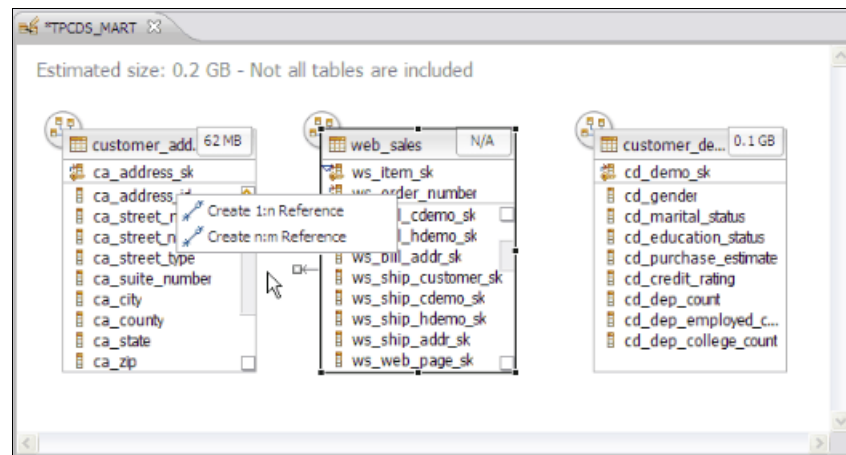 *TPCDS_MART
Estimated size: 0.2 GB - Not all tables are included
customer_add. 62 MB
ca_address_sk
ca_address_id
ca_street_n
ca_street_n
ca_street_type
ca_suite_number
ca_city
ca_county
ca_state
ca_zip
Create 1:n Reference
Create n:m Reference
web_sales N/A
ws_item_sk
ws_order_number
l_cdemo_sk
l_hdemo_sk
ws_bill_addr_sk
ws_ship_customer_sk
ws_ship_cdemo_sk
ws_ship_hdemo_sk
ws_ship_addr_sk
ws_web_page_sk
customer_de... 0.1 GB
cd_demo_sk
cd_gender
cd_marital_status
cd_education_status
cd_purchase_estimate
cd_credit_rating
cd_dep_count
cd_dep_employed_c...
cd_dep_college_count